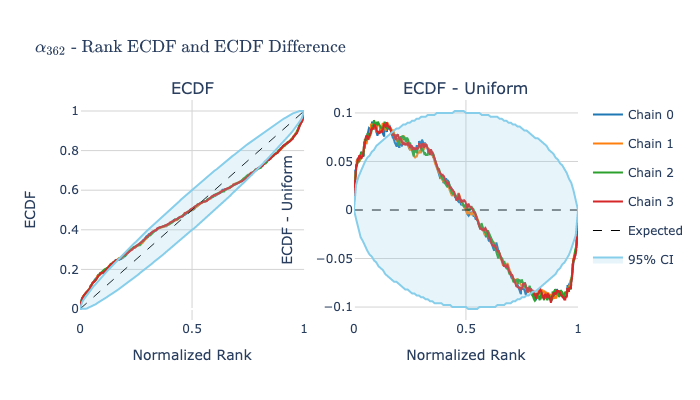 α362 - Rank ECDF and ECDF Difference
ECDF
ECDF - Uniform
ECDF
1
0.8
0.6
0.4
0.2
0
0
0.5
1
Normalized Rank
ECDF - Uniform
0.1
0.05
0
−0.05
−0.1
0
0.5
1
Normalized Rank
Chain 0
Chain 1
Chain 2
Chain 3
Expected
95% CI